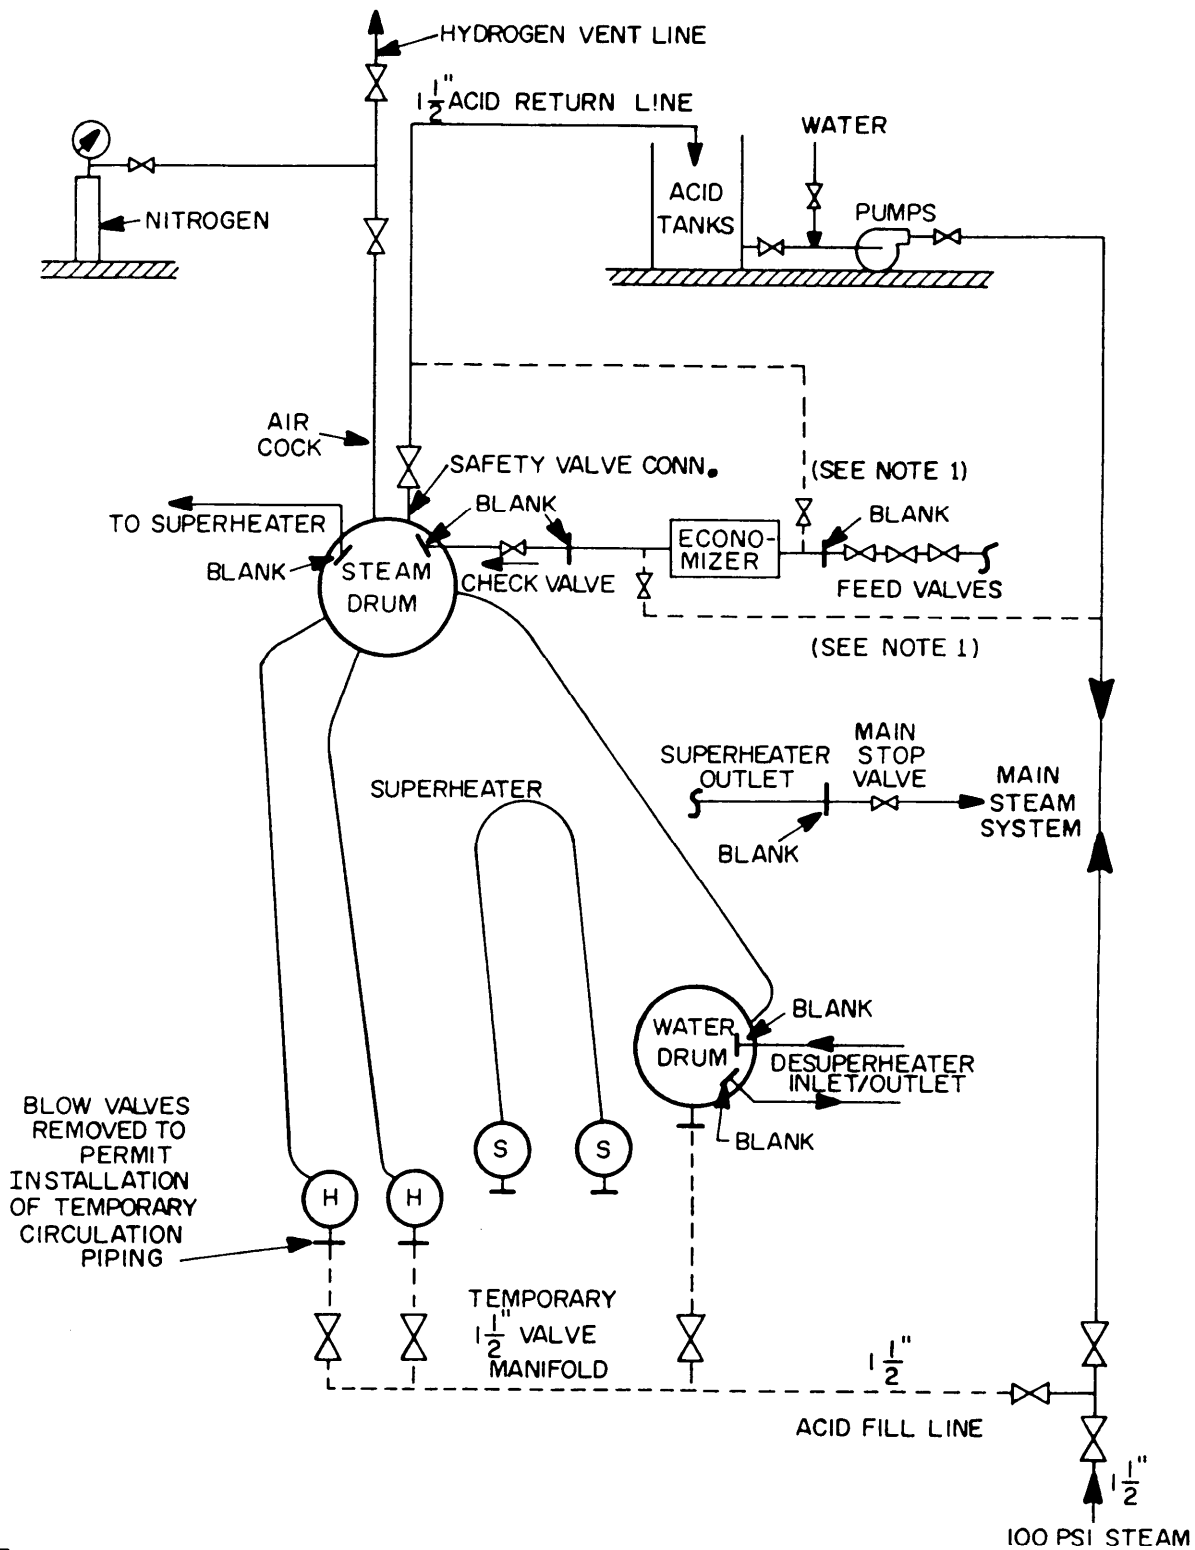 HYDROGEN VENT LINE
1 1/2" ACID RETURN LINE
WATER
ACID
TANKS
PUMPS
NITROGEN
AIR
COCK
SAFETY VALVE CONN.
(SEE NOTE 1)
BLANK
BLANK
TO SUPERHEATER
ECONO-
MIZER
BLANK
STEAM
DRUM
CHECK VALVE
FEED VALVES
(SEE NOTE 1)
SUPERHEATER
OUTLET
MAIN
STOP
VALVE
MAIN
STEAM
SYSTEM
SUPERHEATER
BLANK
BLANK
WATER
DRUM
DESUPERHEATER
INLET/OUTLET
BLANK
BLOW VALVES
REMOVED TO
PERMIT
INSTALLATION
OF TEMPORARY
CIRCULATION
PIPING
S
S
H
H
TEMPORARY
1 1/2" VALVE
MANIFOLD
1 1/2"
ACID FILL LINE
1 1/2"
100 PSI STEAM